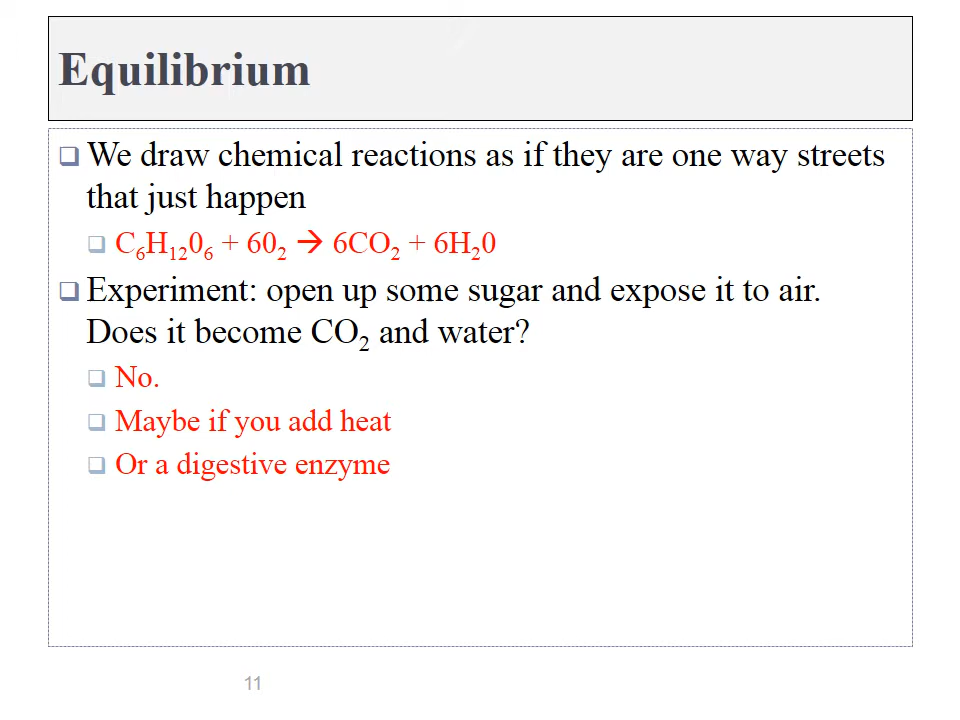 Equilibrium
❑ We draw chemical reactions as if they are one way streets
that just happen
❑ C₆H₁₂0₆ + 60₂ → 6CO₂ + 6H₂0
❑ Experiment: open up some sugar and expose it to air.
Does it become CO₂ and water?
❑ No.
❑ Maybe if you add heat
❑ Or a digestive enzyme
11